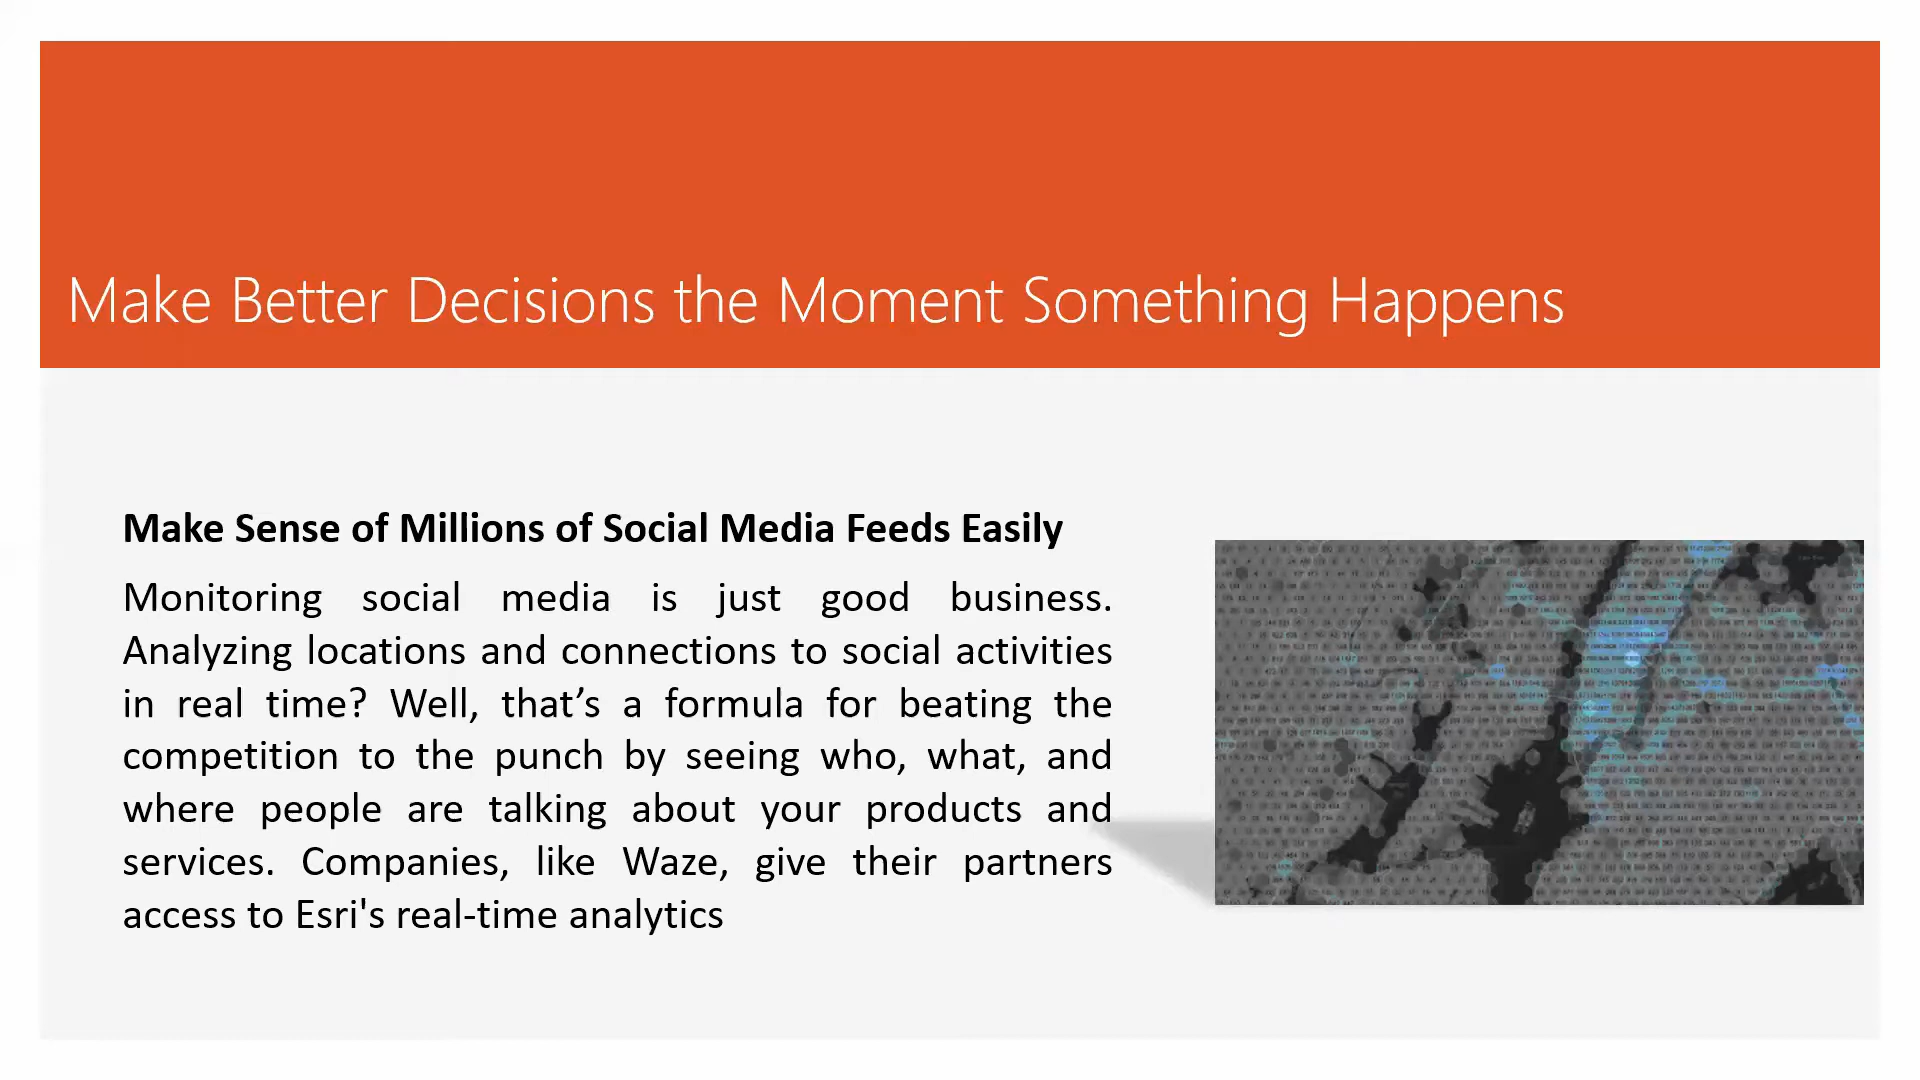 Make Better Decisions the Moment Something Happens
Make Sense of Millions of Social Media Feeds Easily
Monitoring social media is just good business.
Analyzing locations and connections to social activities
in real time? Well, that’s a formula for beating the
competition to the punch by seeing who, what, and
where people are talking about your products and
services. Companies, like Waze, give their partners
access to Esri's real-time analytics